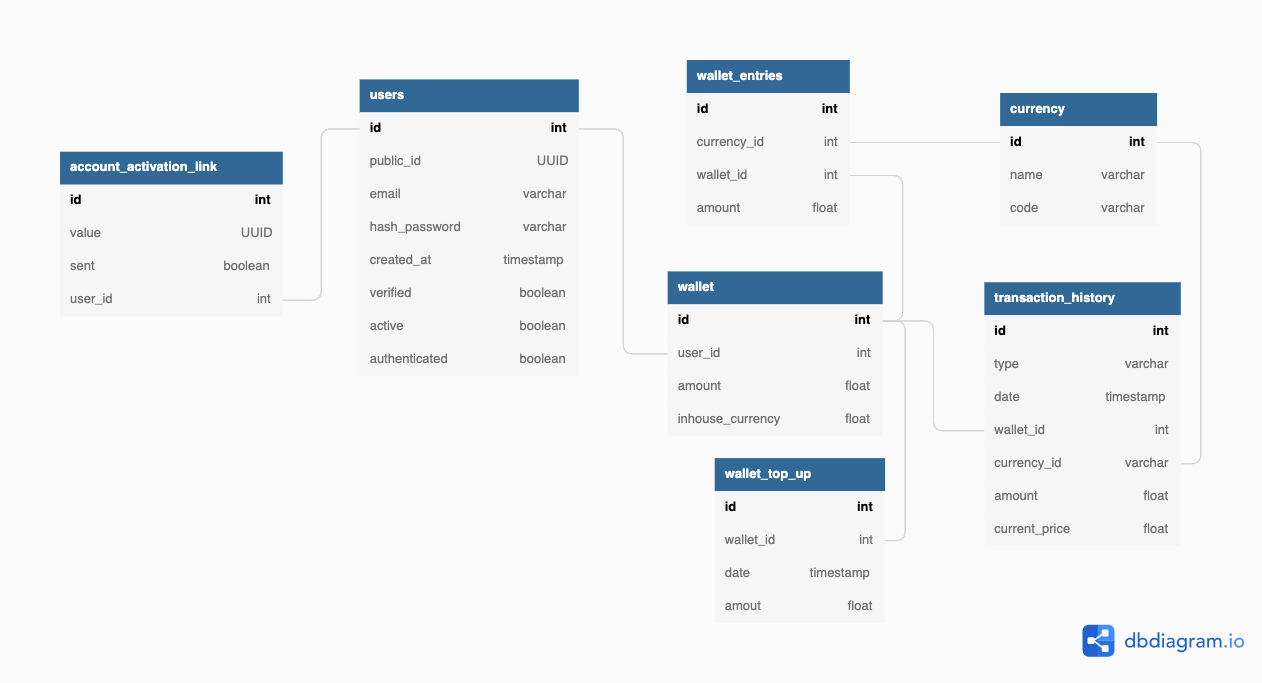 account_activation_link
id int
value UUID
sent boolean
user_id int
users
id int
public_id UUID
email varchar
hash_password varchar
created_at timestamp
verified boolean
active boolean
authenticated boolean
wallet_entries
id int
currency_id int
wallet_id int
amount float
currency
id int
name varchar
code varchar
wallet
id int
user_id int
amount float
inhouse_currency float
transaction_history
id int
type varchar
date timestamp
wallet_id int
currency_id varchar
amount float
current_price float
wallet_top_up
id int
wallet_id int
date timestamp
amout float
dbdiagram.io